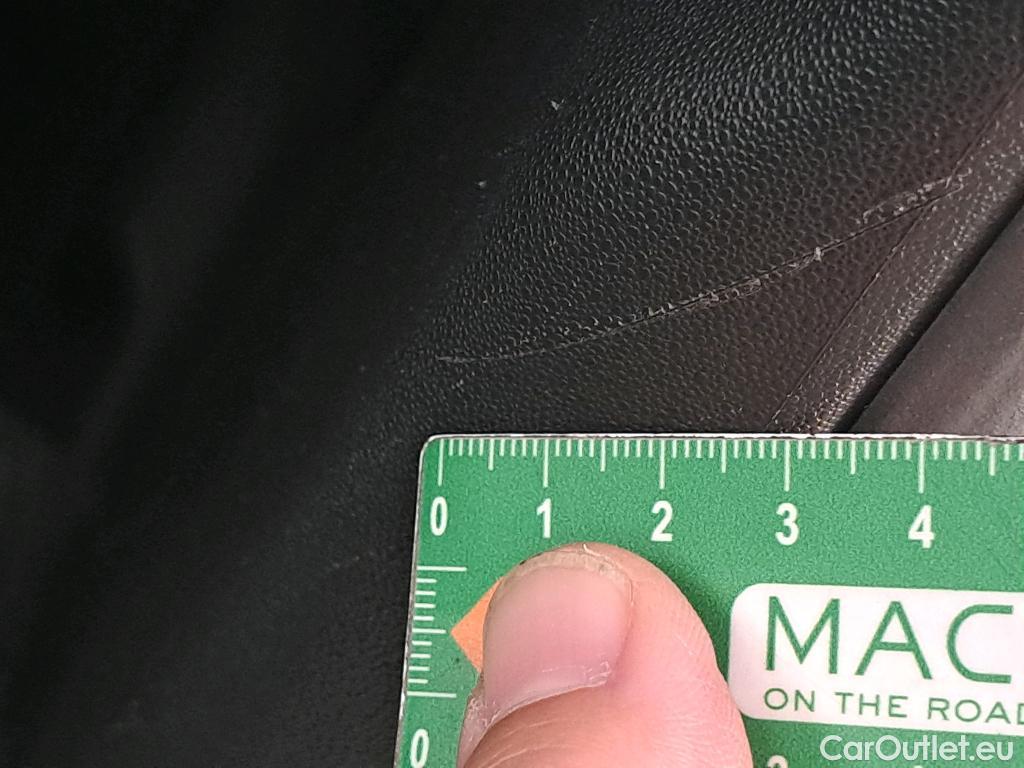 0 1 2 3 4
MAC
ON THE ROAD
0
CarOutlet.eu